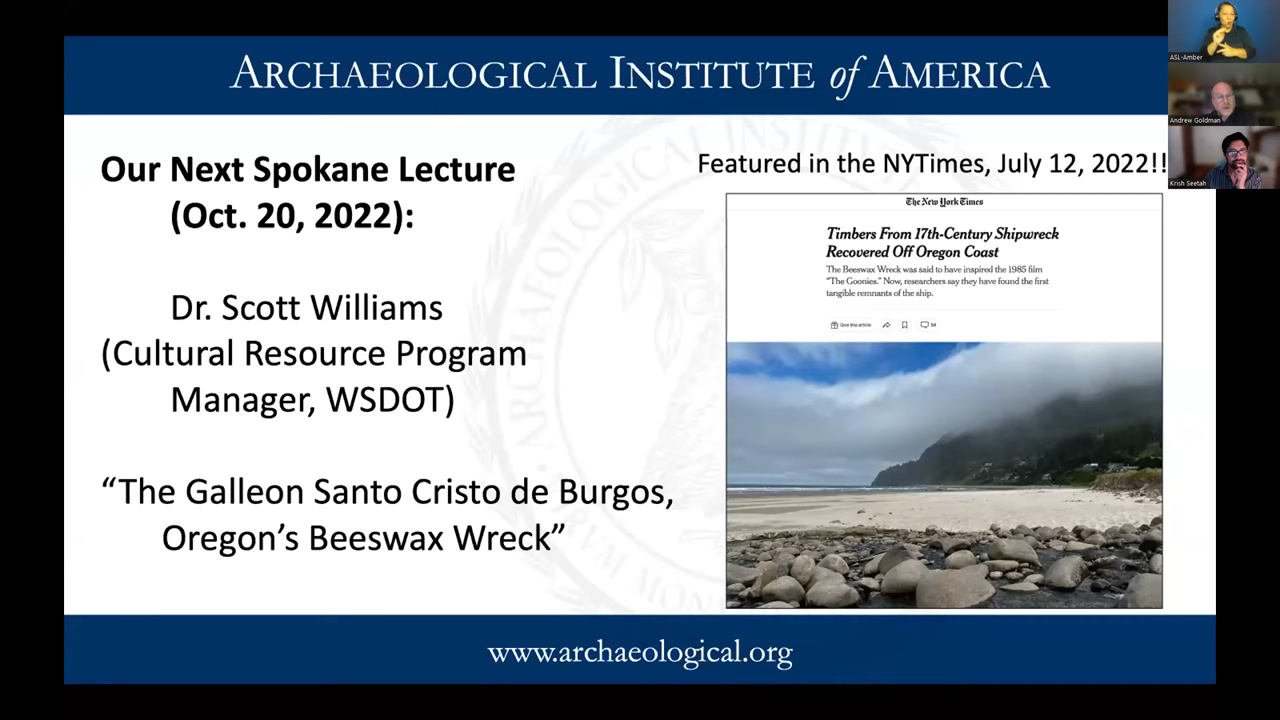 ARCHAEOLOGICAL INSTITUTE of AMERICA
Our Next Spokane Lecture
(Oct. 20, 2022):
Dr. Scott Williams
(Cultural Resource Program
Manager, WSDOT)
“The Galleon Santo Cristo de Burgos,
Oregon’s Beeswax Wreck”
Featured in the NYTimes, July 12, 2022!!
The New York Times
Timbers From 17th-Century Shipwreck
Recovered Off Oregon Coast
The Beeswax Wreck was said to have inspired the 1985 film
“The Goonies.” Now, researchers say they have found the first
tangible remnants of the ship.
Give this article
54
www.archaeological.org
ASL-Amber
Andrew Goldman
Krish Seetah